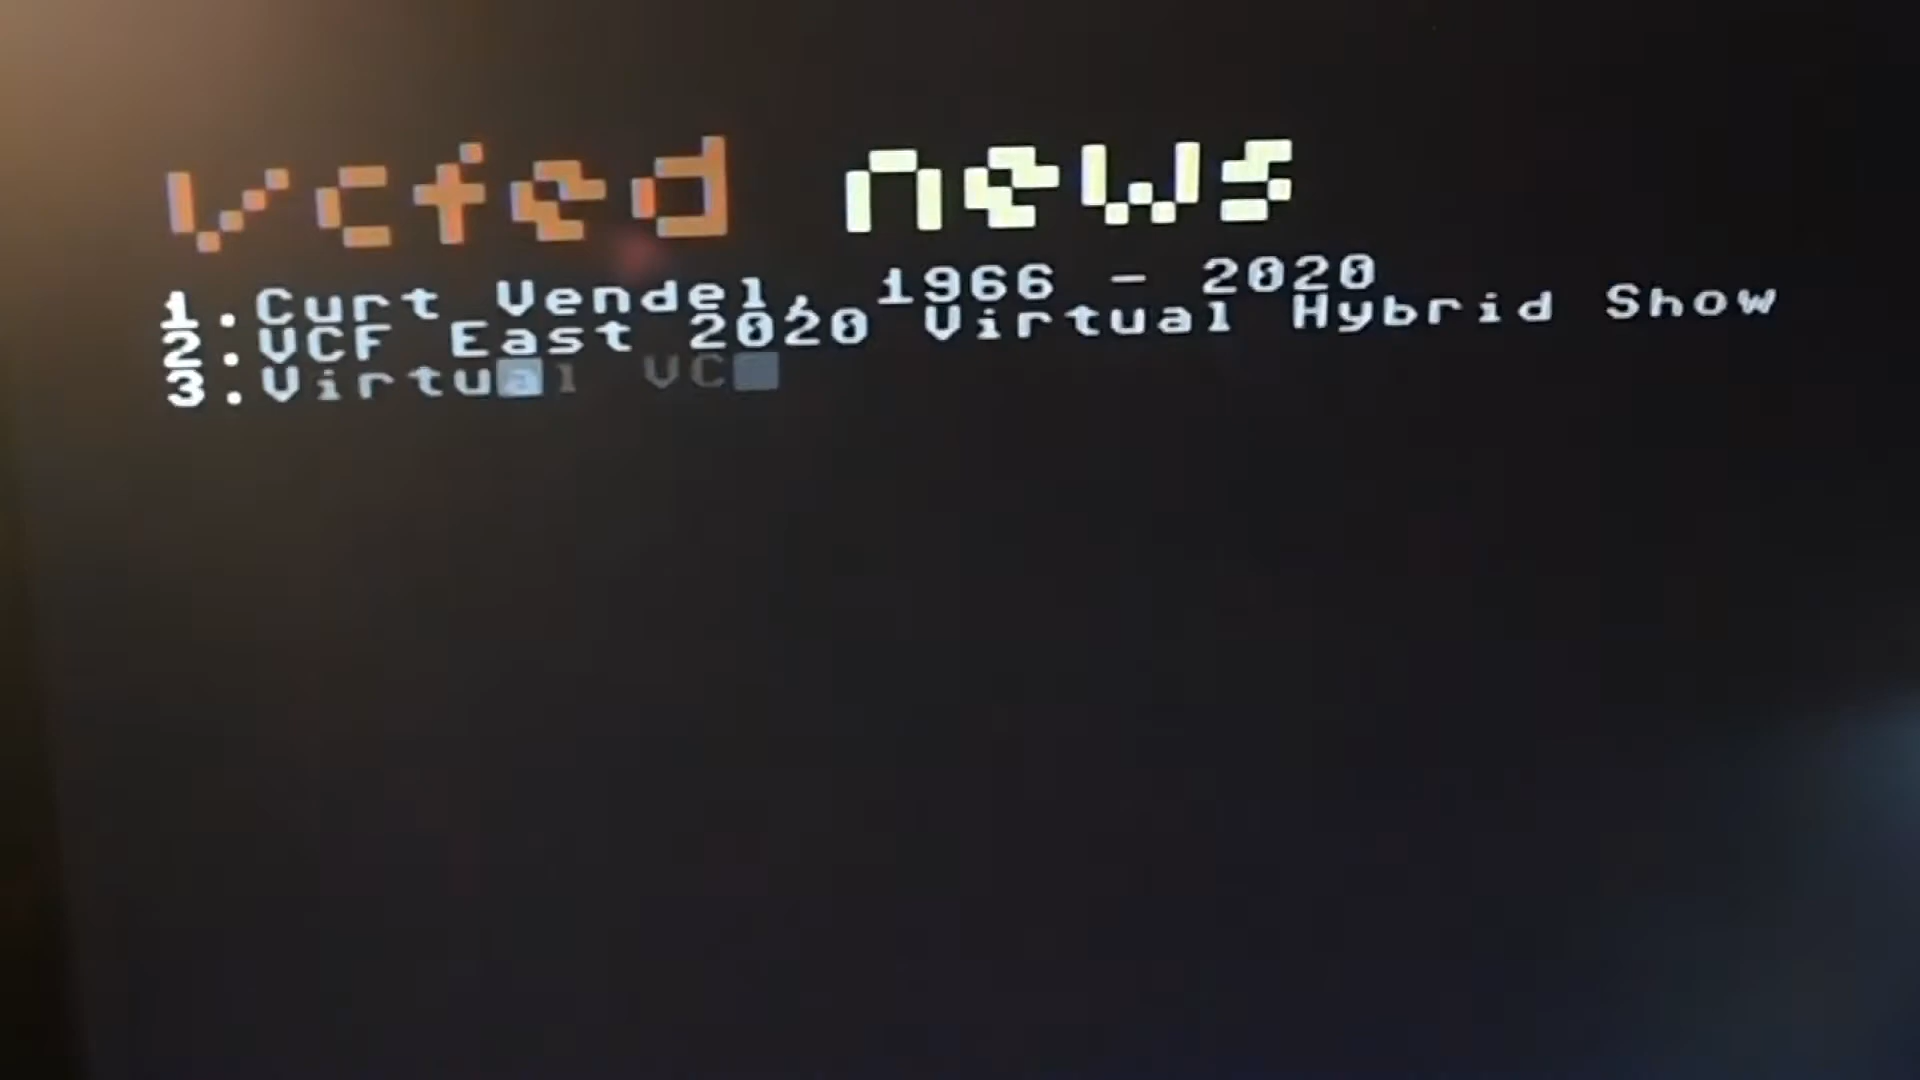 vcfed news
1.Curt Vendel, 1966 - 2020
2.VCF East 2020 Virtual Hybrid Show
3.Virtual VC